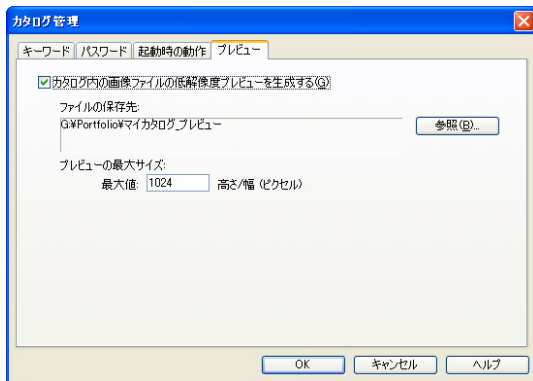 カタログ管理
キーワード パスワード 起動時の動作 プレビュー
カタログ内の画像ファイルの低解像度プレビューを生成する(G)
ファイルの保存先:
G:¥Portfolio¥マイカタログ_プレビュー 参照(B)...
プレビューの最大サイズ:
最大値: 1024 高さ/幅 (ピクセル)
OK キャンセル ヘルプ